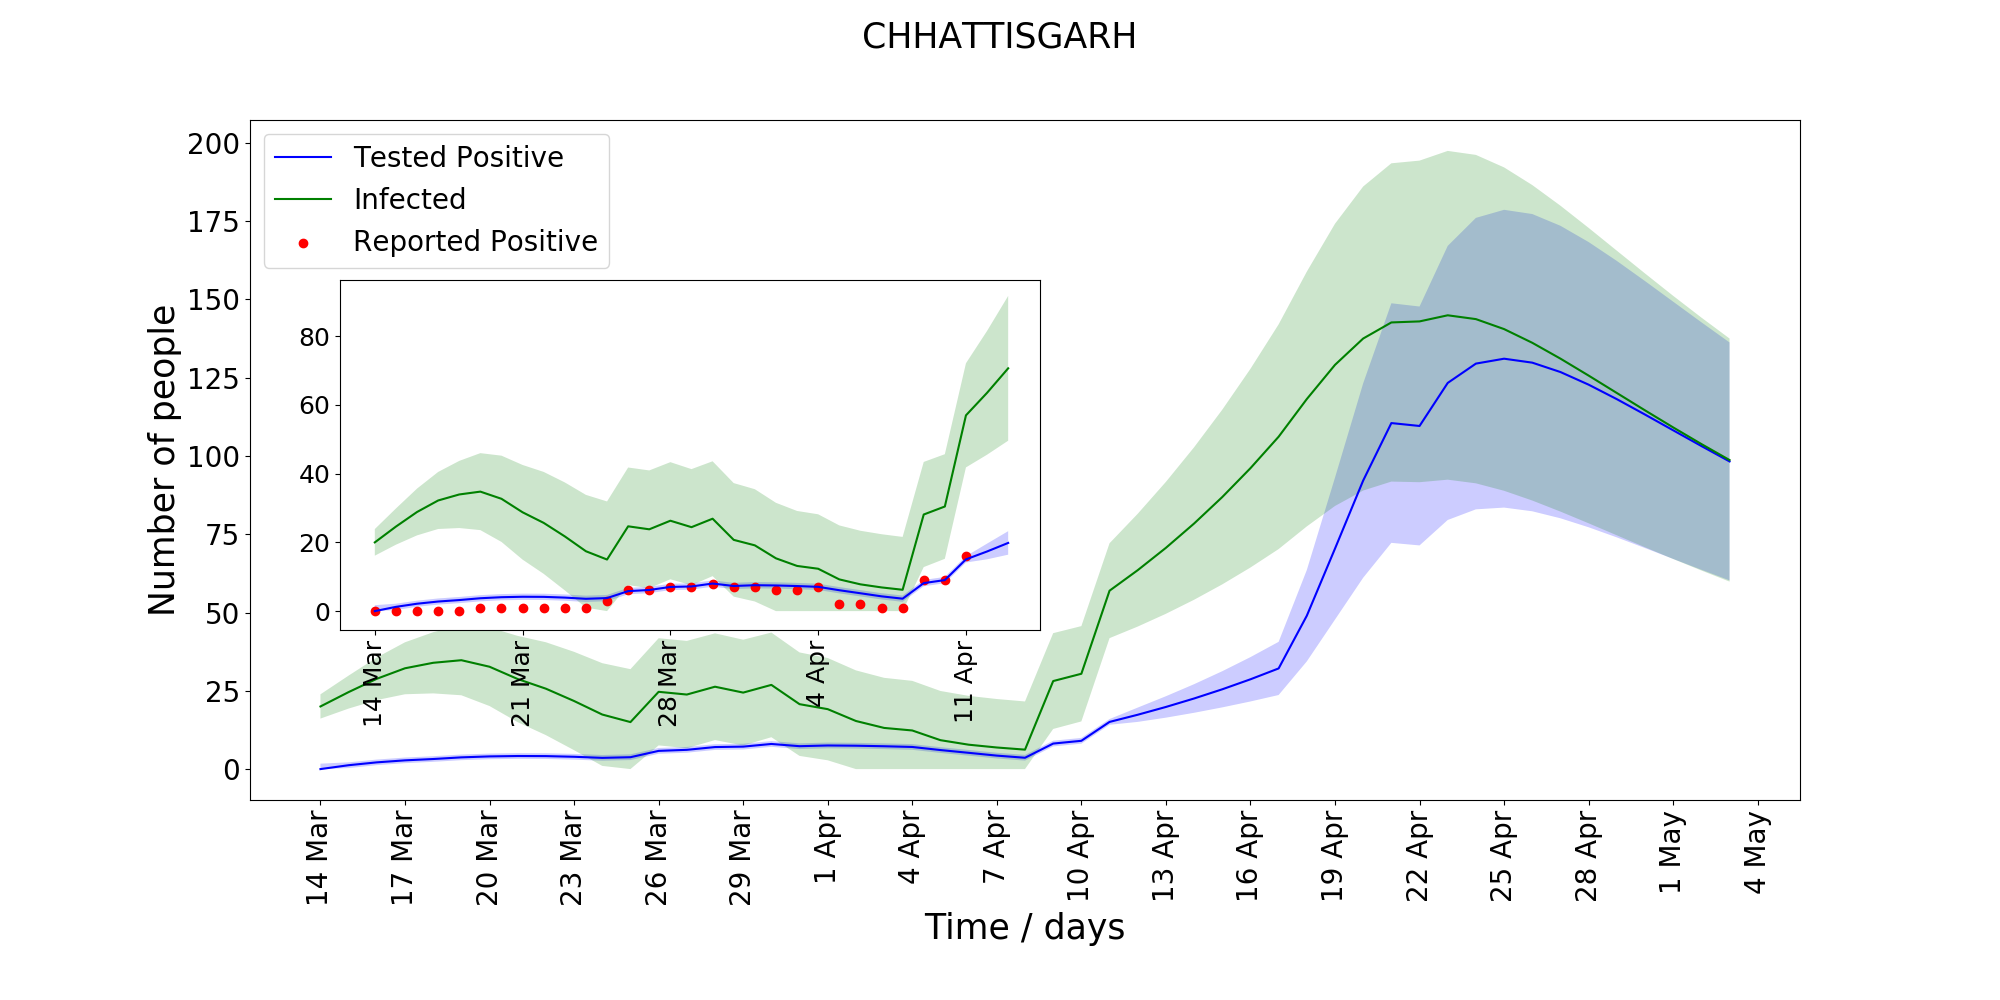 CHHATTISGARH
Tested Positive
Infected
Reported Positive
Number of people
200
175
150
125
100
75
50
25
0
80
60
40
20
0
14 Mar
21 Mar
28 Mar
4 Apr
11 Apr
14 Mar
17 Mar
20 Mar
23 Mar
26 Mar
29 Mar
1 Apr
4 Apr
7 Apr
10 Apr
13 Apr
16 Apr
19 Apr
22 Apr
25 Apr
28 Apr
1 May
4 May
Time / days